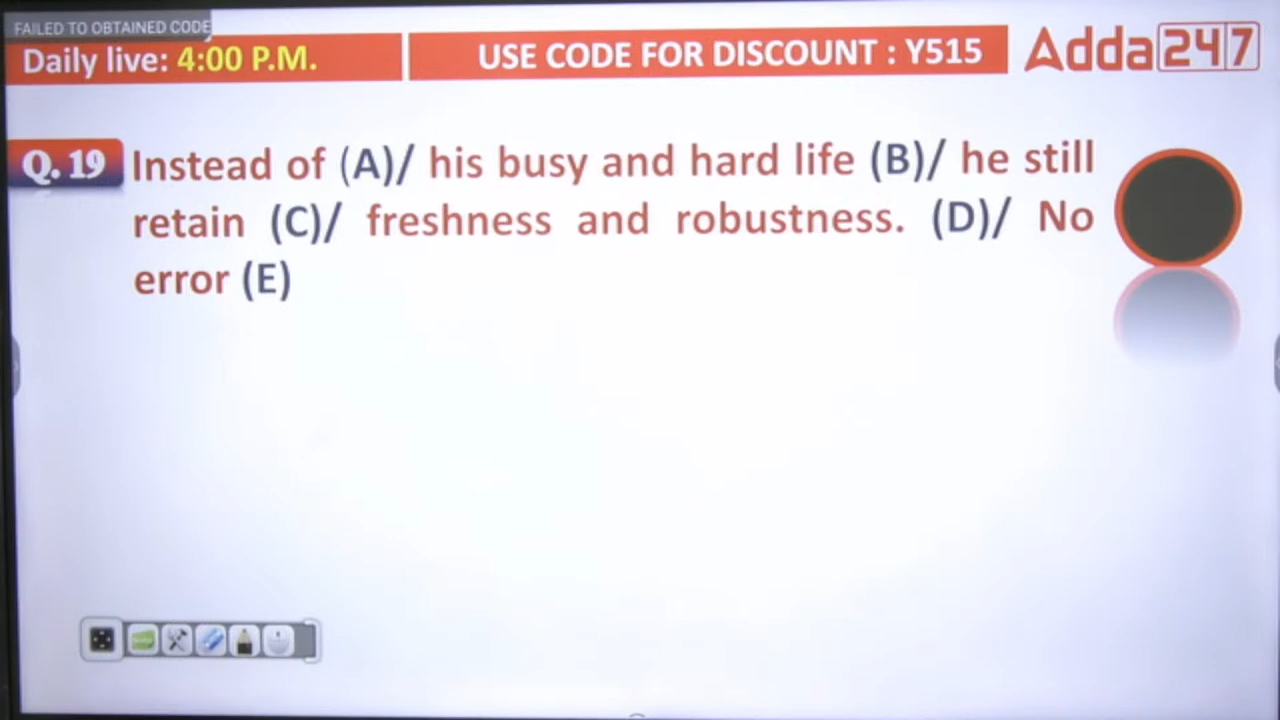 FAILED TO OBTAINED CODE
Daily live: 4:00 P.M.
USE CODE FOR DISCOUNT : Y515
Adda247
Q. 19
Instead of (A)/ his busy and hard life (B)/ he still
retain (C)/ freshness and robustness. (D)/ No
error (E)